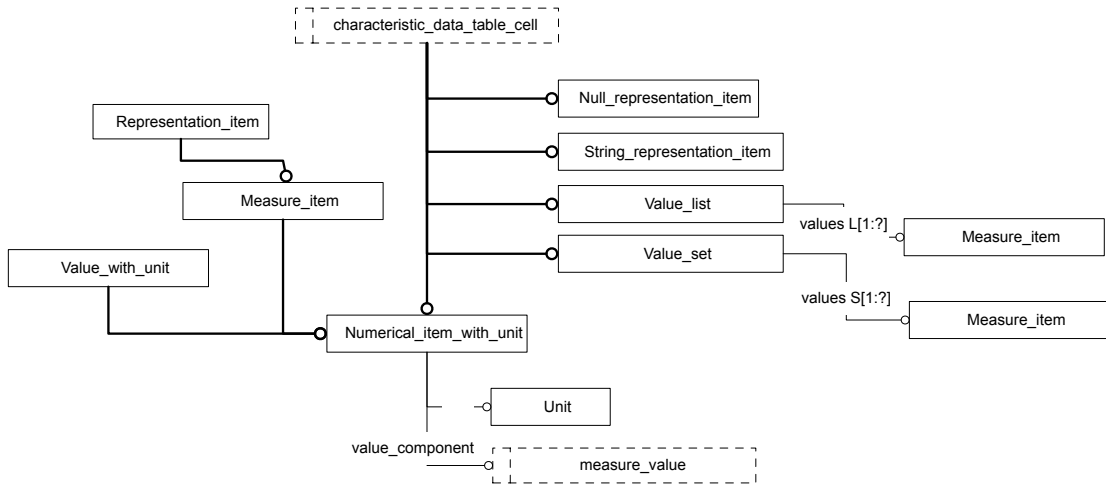 characteristic_data_table_cell
Null_representation_item
Representation_item
String_representation_item
Measure_item
Value_list
values L[1:?]
Measure_item
Value_set
Value_with_unit
values S[1:?]
Measure_item
Numerical_item_with_unit
Unit
value_component
measure_value